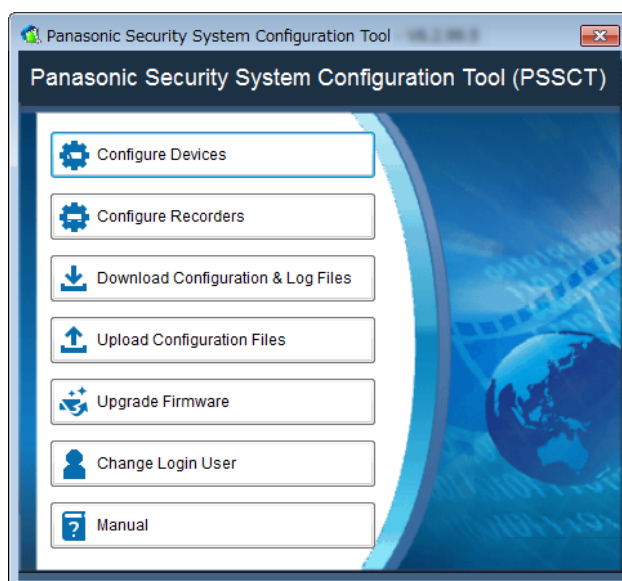 Panasonic Security System Configuration Tool
Panasonic Security System Configuration Tool (PSSCT)
Configure Devices
Configure Recorders
Download Configuration & Log Files
Upload Configuration Files
Upgrade Firmware
Change Login User
Manual